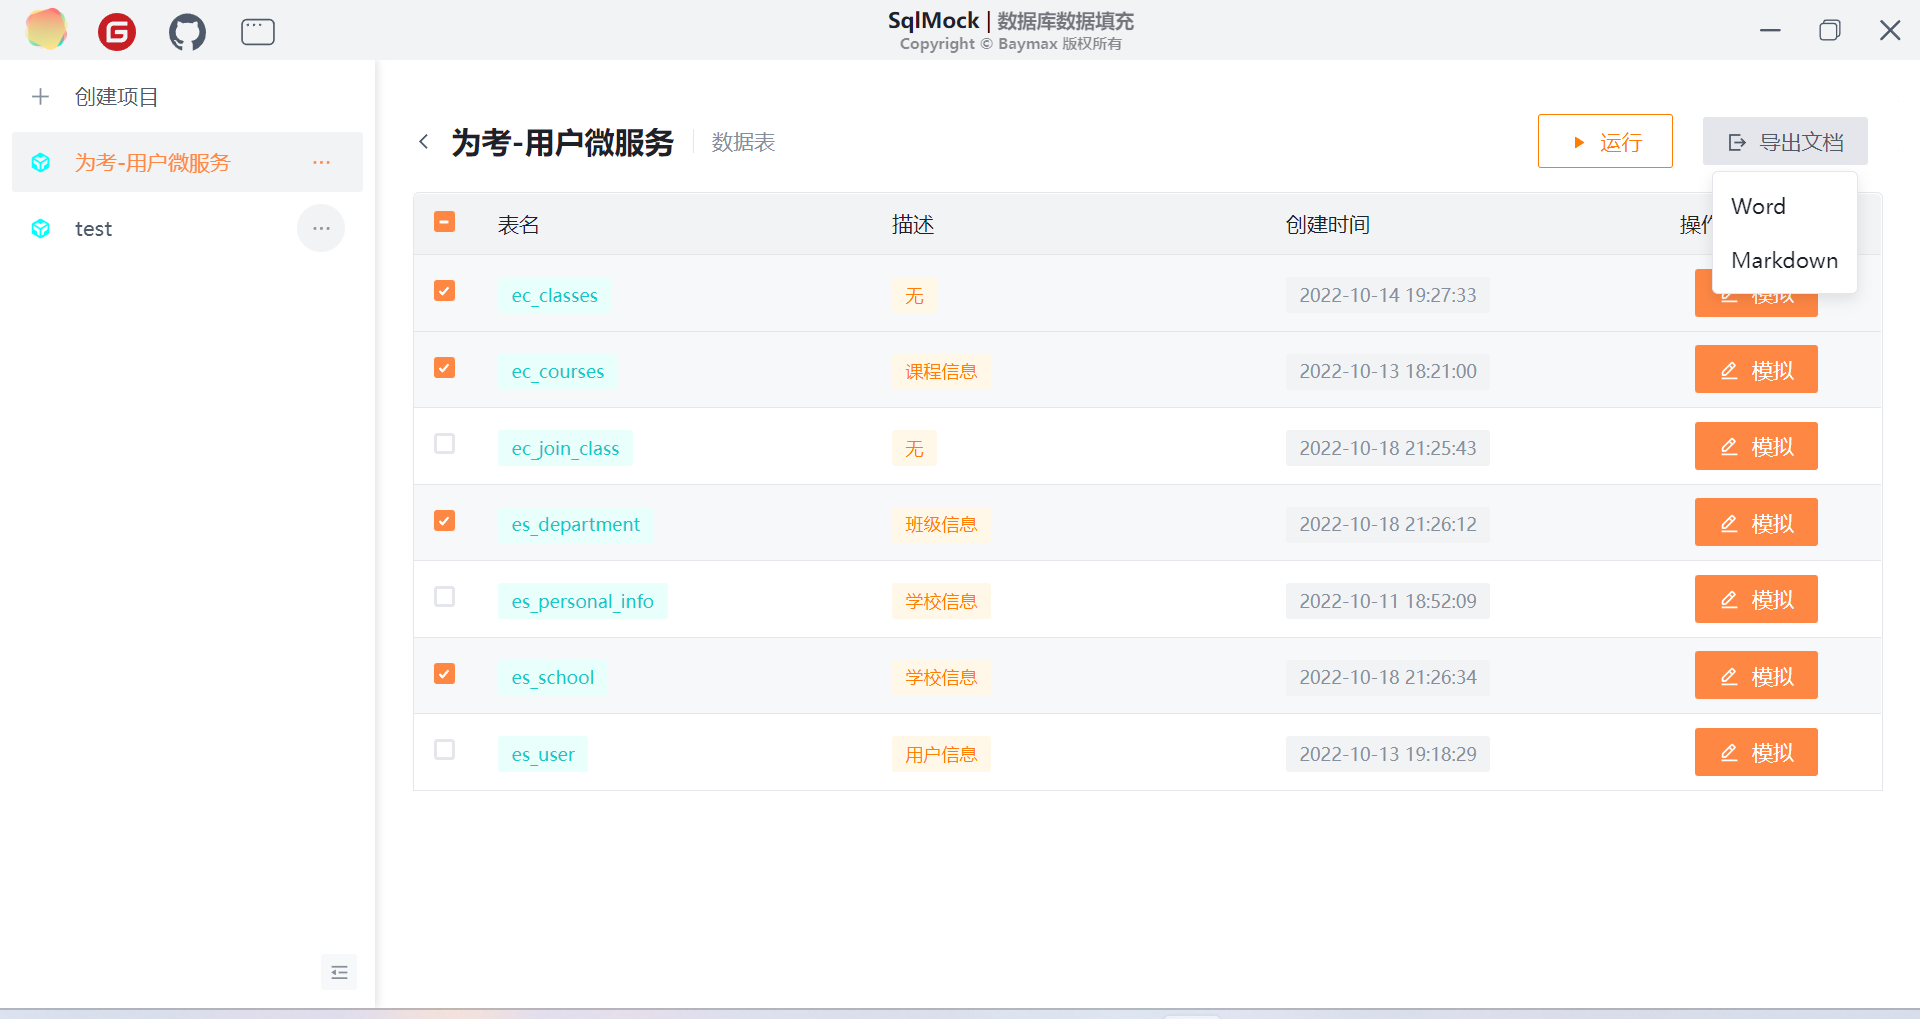 SqlMock | 数据库数据填充
Copyright © Baymax 版权所有
创建项目
为考-用户微服务
test
为考-用户微服务 数据表
运行
导出文档
Word
Markdown
表名 描述 创建时间 操作
ec_classes 无 2022-10-14 19:27:33 模拟
ec_courses 课程信息 2022-10-13 18:21:00 模拟
ec_join_class 无 2022-10-18 21:25:43 模拟
es_department 班级信息 2022-10-18 21:26:12 模拟
es_personal_info 学校信息 2022-10-11 18:52:09 模拟
es_school 学校信息 2022-10-18 21:26:34 模拟
es_user 用户信息 2022-10-13 19:18:29 模拟